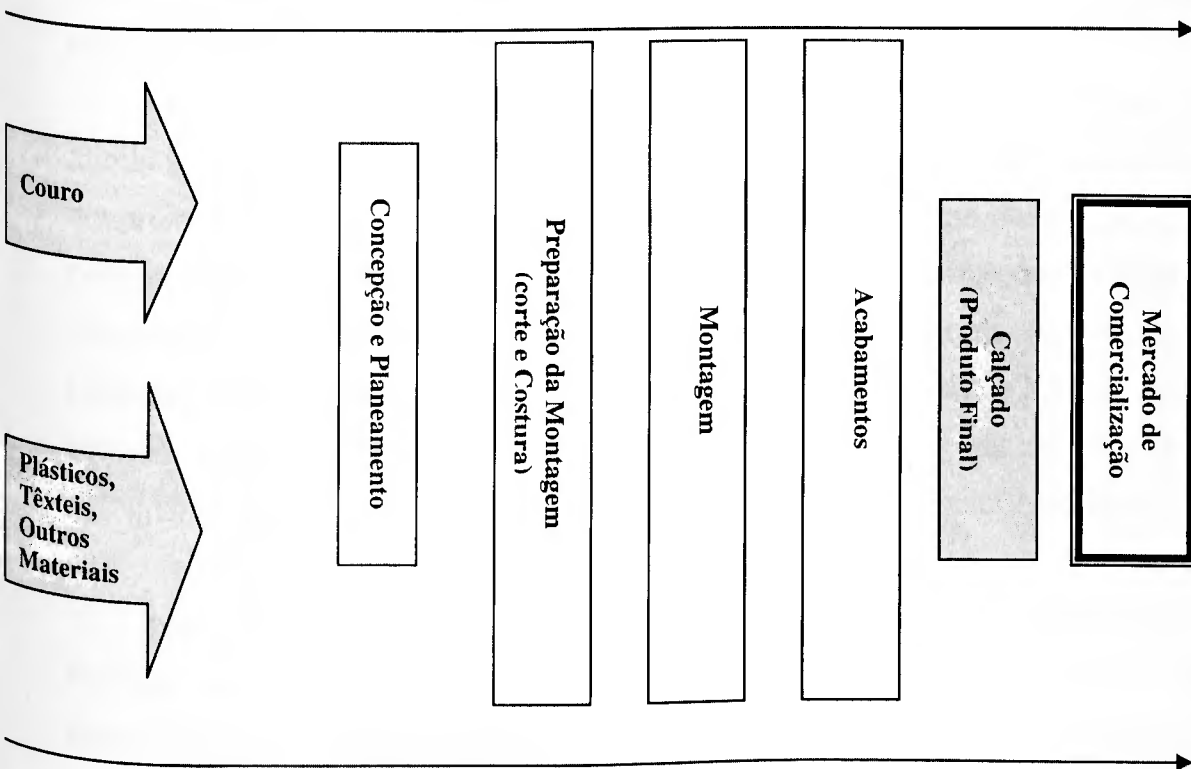 Couro
Plásticos,
Têxteis,
Outros
Materiais
Concepção e Planeamento
Preparação da Montagem
(corte e Costura)
Montagem
Acabamentos
Calçado
(Produto Final)
Mercado de
Comercialização